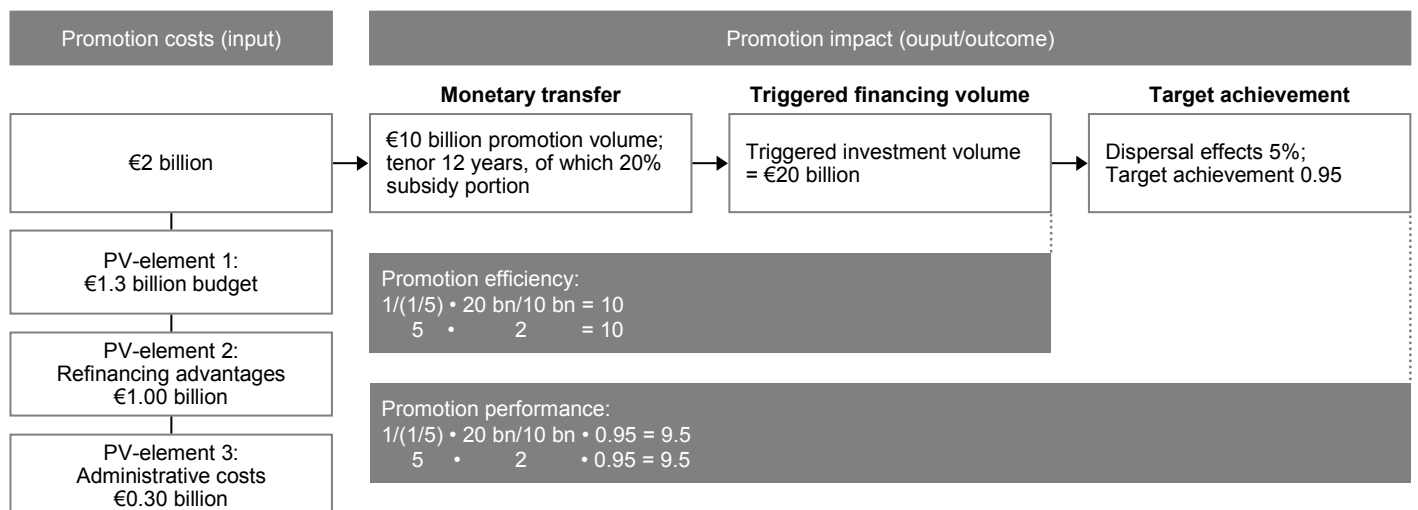 Promotion costs (input)
Promotion impact (ouput/outcome)
Monetary transfer
Triggered financing volume
Target achievement
€2 billion
€10 billion promotion volume;
tenor 12 years, of which 20%
subsidy portion
Triggered investment volume
= €20 billion
Dispersal effects 5%;
Target achievement 0.95
PV-element 1:
€1.3 billion budget
PV-element 2:
Refinancing advantages
€1.00 billion
PV-element 3:
Administrative costs
€0.30 billion
Promotion efficiency:
1/(1/5) • 20 bn/10 bn = 10
5 • 2 = 10
Promotion performance:
1/(1/5) • 20 bn/10 bn • 0.95 = 9.5
5 • 2 • 0.95 = 9.5